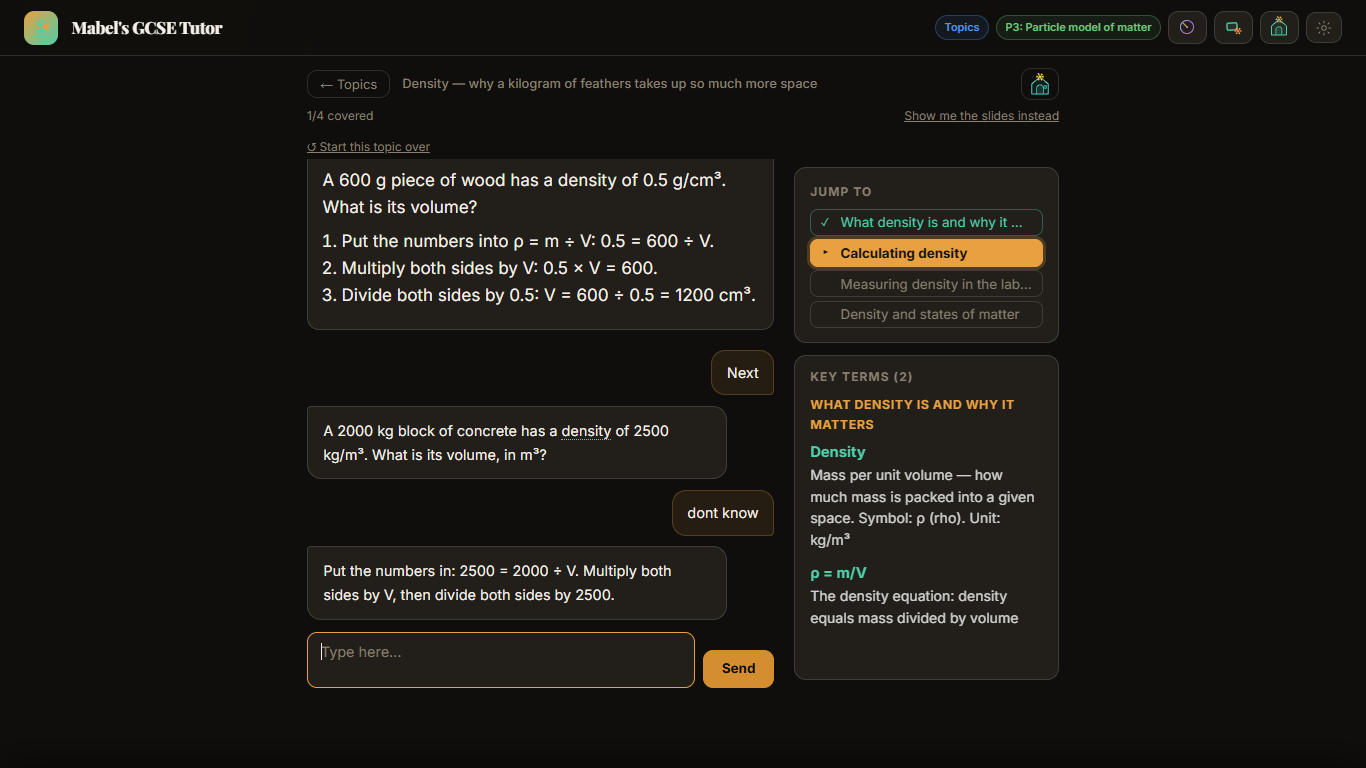 Mabel's GCSE Tutor
Topics
P3: Particle model of matter
← Topics
Density — why a kilogram of feathers takes up so much more space
1/4 covered
Show me the slides instead
↺ Start this topic over
A 600 g piece of wood has a density of 0.5 g/cm³.
What is its volume?
1. Put the numbers into ρ = m ÷ V: 0.5 = 600 ÷ V.
2. Multiply both sides by V: 0.5 × V = 600.
3. Divide both sides by 0.5: V = 600 ÷ 0.5 = 1200 cm³.
Next
A 2000 kg block of concrete has a density of 2500
kg/m³. What is its volume, in m³?
dont know
Put the numbers in: 2500 = 2000 ÷ V. Multiply both
sides by V, then divide both sides by 2500.
Type here...
Send
JUMP TO
✓ What density is and why it ...
‣ Calculating density
Measuring density in the lab...
Density and states of matter
KEY TERMS (2)
WHAT DENSITY IS AND WHY IT
MATTERS
Density
Mass per unit volume — how
much mass is packed into a given
space. Symbol: ρ (rho). Unit:
kg/m³
ρ = m/V
The density equation: density
equals mass divided by volume